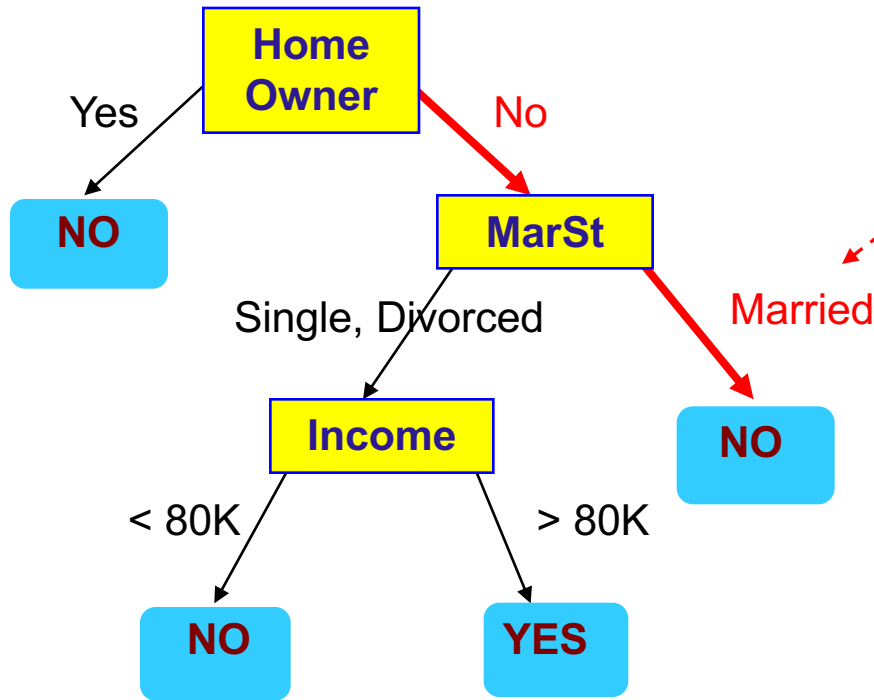 Home
Owner
Yes
No
NO
MarSt
Single, Divorced
Married
Income
NO
< 80K
> 80K
NO
YES